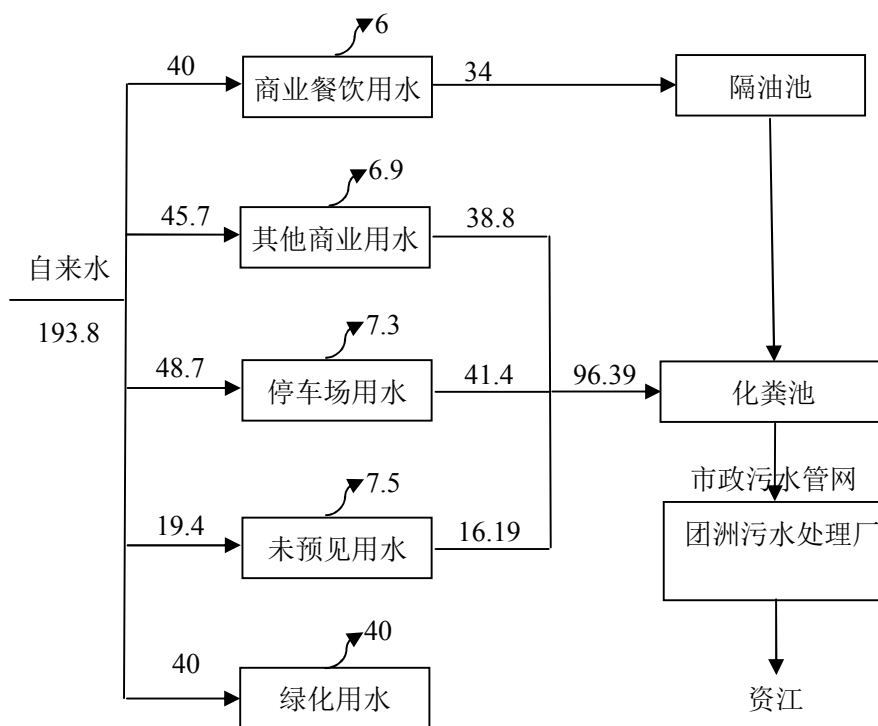 6
40
商业餐饮用水
34
隔油池
6.9
45.7
其他商业用水
38.8
自来水
193.8
7.3
48.7
停车场用水
41.4
96.39
化粪池
市政污水管网
7.5
19.4
未预见用水
16.19
团洲污水处理厂
40
40
绿化用水
资江